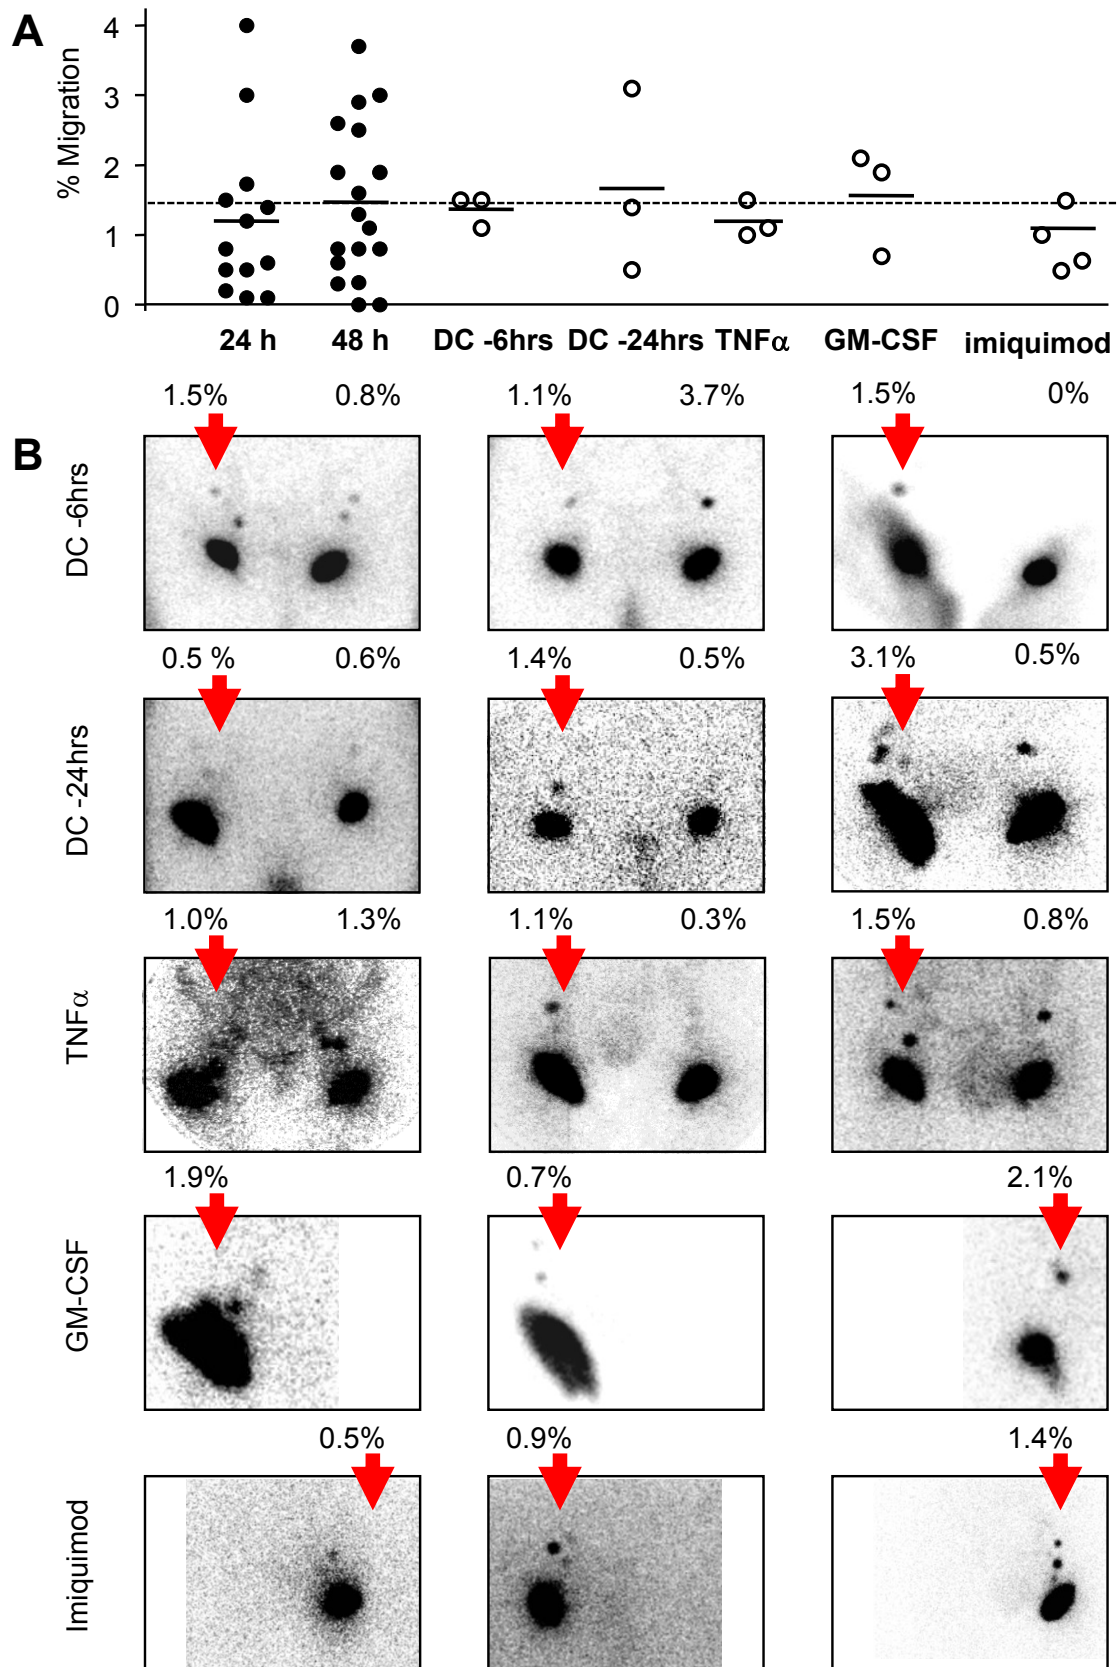 A
% Migration
4
3
2
1
0
24 h 48 h DC -6hrs DC -24hrs TNFα GM-CSF imiquimod
B
1.5% 0.8% 1.1% 3.7% 1.5% 0%
DC -6hrs
0.5 % 0.6% 1.4% 0.5% 3.1% 0.5%
DC -24hrs
1.0% 1.3% 1.1% 0.3% 1.5% 0.8%
TNFα
1.9% 0.7% 2.1%
GM-CSF
0.5% 0.9% 1.4%
Imiquimod